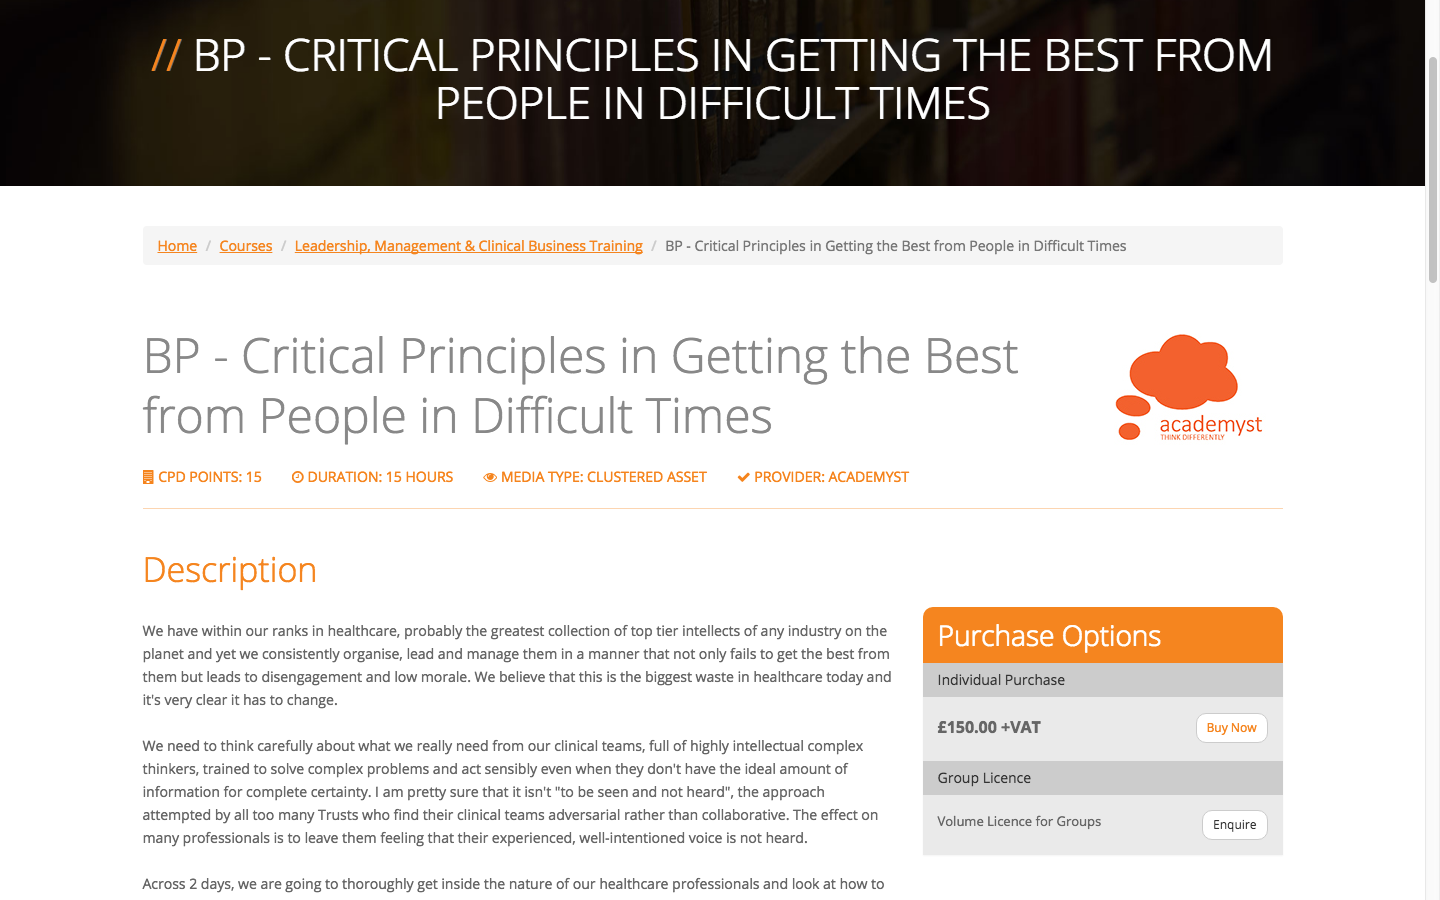 // BP - CRITICAL PRINCIPLES IN GETTING THE BEST FROM
PEOPLE IN DIFFICULT TIMES
Home / Courses / Leadership, Management & Clinical Business Training / BP - Critical Principles in Getting the Best from People in Difficult Times
BP - Critical Principles in Getting the Best
from People in Difficult Times
academyst
THINK DIFFERENTLY
CPD POINTS: 15 DURATION: 15 HOURS MEDIA TYPE: CLUSTERED ASSET PROVIDER: ACADEMYST
Description
We have within our ranks in healthcare, probably the greatest collection of top tier intellects of any industry on the
planet and yet we consistently organise, lead and manage them in a manner that not only fails to get the best from
them but leads to disengagement and low morale. We believe that this is the biggest waste in healthcare today and
it's very clear it has to change.
We need to think carefully about what we really need from our clinical teams, full of highly intellectual complex
thinkers, trained to solve complex problems and act sensibly even when they don't have the ideal amount of
information for complete certainty. I am pretty sure that it isn't "to be seen and not heard", the approach
attempted by all too many Trusts who find their clinical teams adversarial rather than collaborative. The effect on
many professionals is to leave them feeling that their experienced, well-intentioned voice is not heard.
Across 2 days, we are going to thoroughly get inside the nature of our healthcare professionals and look at how to
Purchase Options
Individual Purchase
£150.00 +VAT
Buy Now
Group Licence
Volume Licence for Groups
Enquire